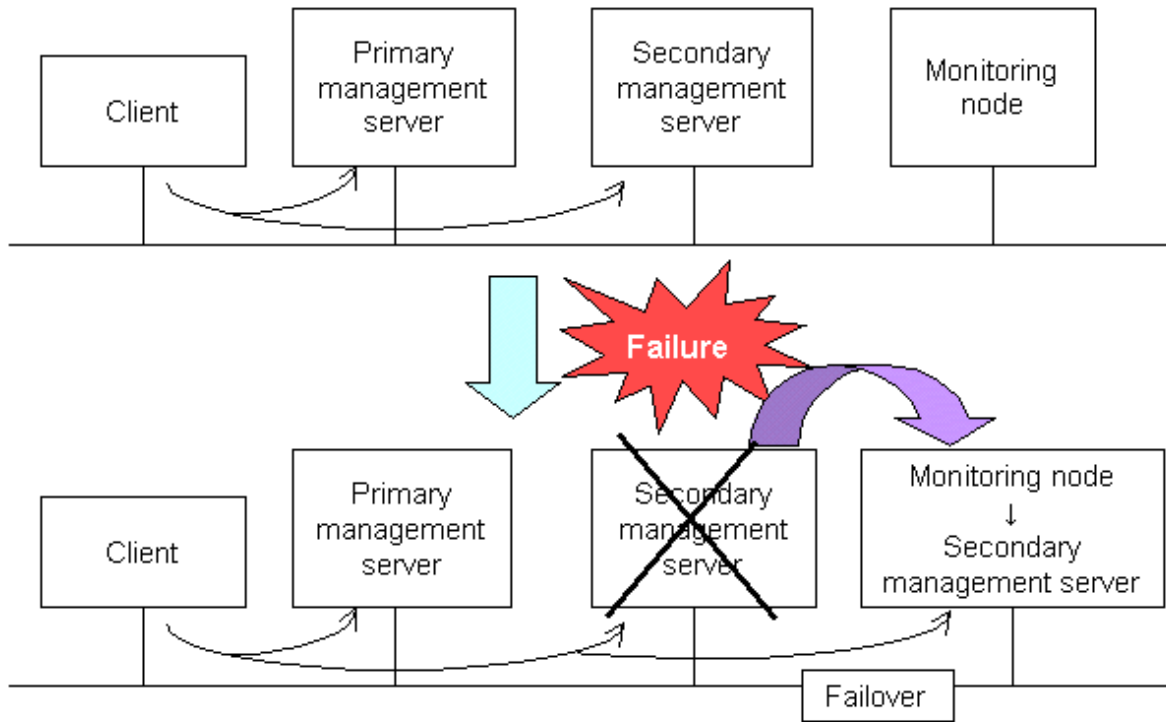 Client
Primary
management
server
Secondary
management
server
Monitoring
node
Failure
Client
Primary
management
server
Secondary
management
server
Monitoring node
↓
Secondary
management server
Failover